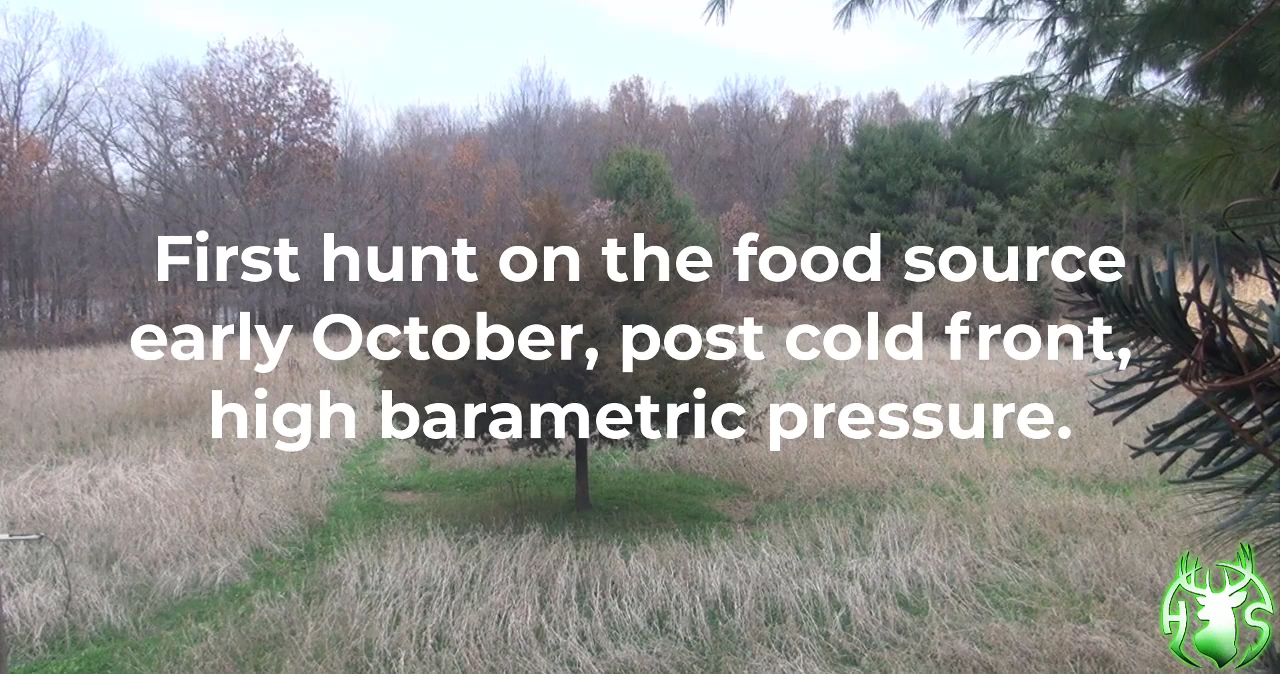 First hunt on the food source
early October, post cold front,
high barametric pressure.
H S